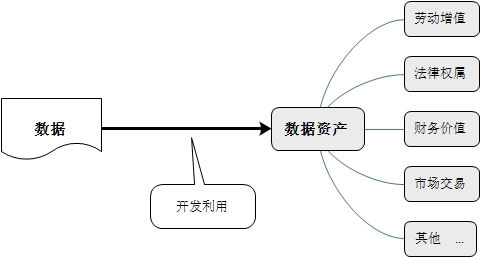 数据
开发利用
数据资产
劳动增值
法律权属
财务价值
市场交易
其他 ...